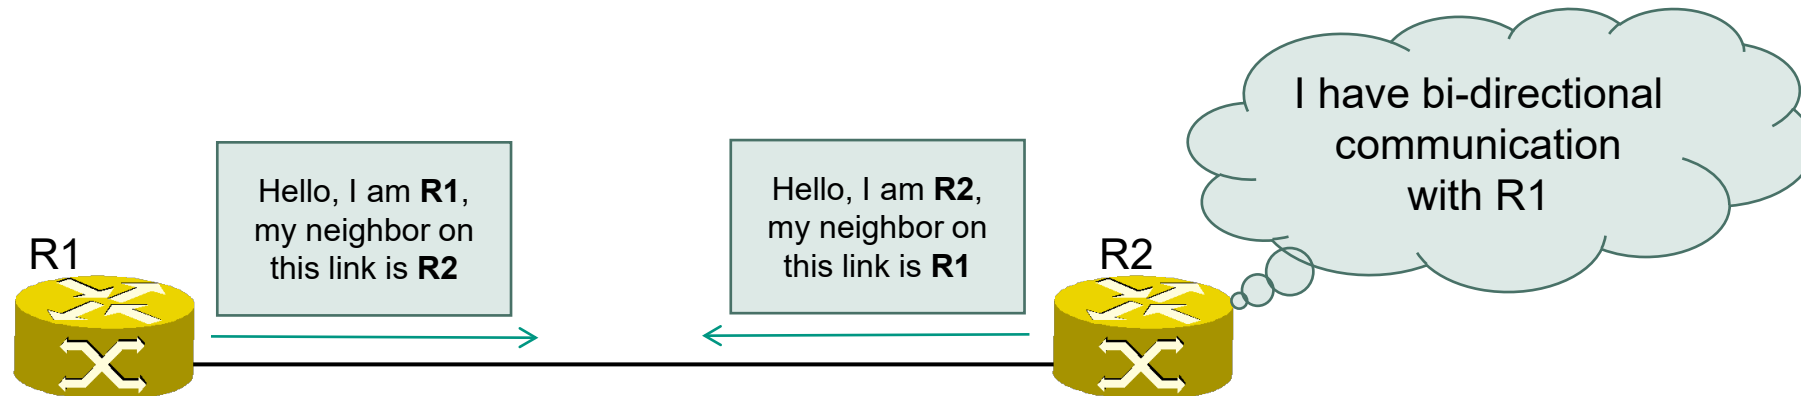 I have bi-directional
communication
with R1
Hello, I am R1,
my neighbor on
this link is R2
Hello, I am R2,
my neighbor on
this link is R1
R1
R2